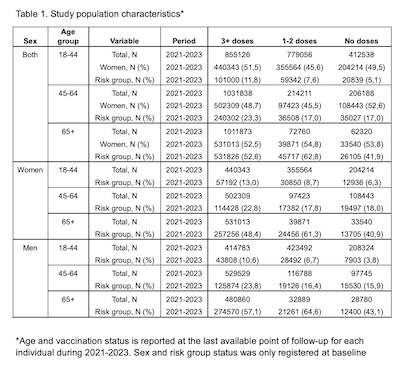 Table 1. Study population characteristics*
Sex Age group Variable Period 3+ doses 1-2 doses No doses
Both 18-44 Total, N 2021-2023 855126 779056 412538
Women, N (%) 2021-2023 440343 (51,5) 355564 (45,6) 204214 (49,5)
Risk group, N (%) 2021-2023 101000 (11,8) 59342 (7,6) 20839 (5,1)
45-64 Total, N 2021-2023 1031838 214211 206188
Women, N (%) 2021-2023 502309 (48,7) 97423 (45,5) 108443 (52,6)
Risk group, N (%) 2021-2023 240302 (23,3) 36508 (17,0) 35027 (17,0)
65+ Total, N 2021-2023 1011873 72760 62320
Women, N (%) 2021-2023 531013 (52,5) 39871 (54,8) 33540 (53,8)
Risk group, N (%) 2021-2023 531826 (52,6) 45717 (62,8) 26105 (41,9)
Women 18-44 Total, N 2021-2023 440343 355564 204214
Risk group, N (%) 2021-2023 57192 (13,0) 30850 (8,7) 12936 (6,3)
45-64 Total, N 2021-2023 502309 97423 108443
Risk group, N (%) 2021-2023 114428 (22,8) 17382 (17,8) 19497 (18,0)
65+ Total, N 2021-2023 531013 39871 33540
Risk group, N (%) 2021-2023 257256 (48,4) 24456 (61,3) 13705 (40,9)
Men 18-44 Total, N 2021-2023 414783 423492 208324
Risk group, N (%) 2021-2023 43808 (10,6) 28492 (6,7) 7903 (3,8)
45-64 Total, N 2021-2023 529529 116788 97745
Risk group, N (%) 2021-2023 125874 (23,8) 19126 (16,4) 15530 (15,9)
65+ Total, N 2021-2023 480860 32889 28780
Risk group, N (%) 2021-2023 274570 (57,1) 21261 (64,6) 12400 (43,1)
*Age and vaccination status is reported at the last available point of follow-up for each
individual during 2021-2023. Sex and risk group status was only registered at baseline